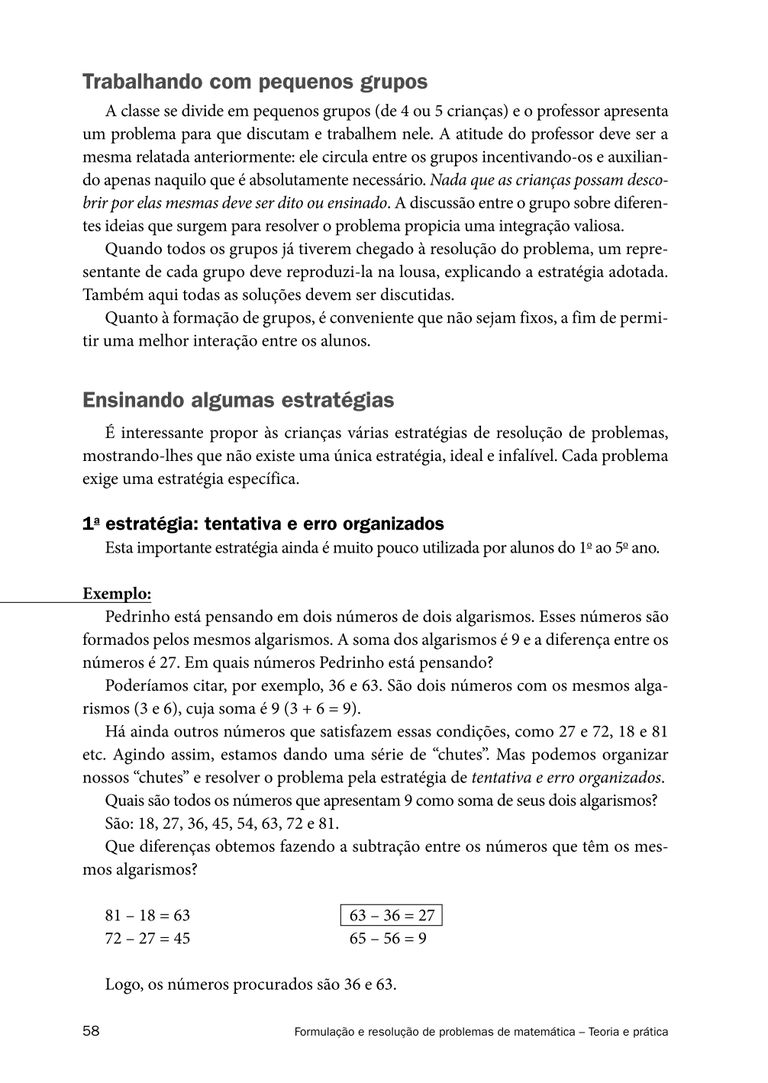 Trabalhando com pequenos grupos
A classe se divide em pequenos grupos (de 4 ou 5 crianças) e o professor apresenta
um problema para que discutam e trabalhem nele. A atitude do professor deve ser a
mesma relatada anteriormente: ele circula entre os grupos incentivando-os e auxilian-
do apenas naquilo que é absolutamente necessário. Nada que as crianças possam desco-
brir por elas mesmas deve ser dito ou ensinado. A discussão entre o grupo sobre diferen-
tes ideias que surgem para resolver o problema propicia uma integração valiosa.
Quando todos os grupos já tiverem chegado à resolução do problema, um repre-
sentante de cada grupo deve reproduzi-la na lousa, explicando a estratégia adotada.
Também aqui todas as soluções devem ser discutidas.
Quanto à formação de grupos, é conveniente que não sejam fixos, a fim de permi-
tir uma melhor interação entre os alunos.
Ensinando algumas estratégias
É interessante propor às crianças várias estratégias de resolução de problemas,
mostrando-lhes que não existe uma única estratégia, ideal e infalível. Cada problema
exige uma estratégia específica.
1ª estratégia: tentativa e erro organizados
Esta importante estratégia ainda é muito pouco utilizada por alunos do 1º ao 5º ano.
Exemplo:
Pedrinho está pensando em dois números de dois algarismos. Esses números são
formados pelos mesmos algarismos. A soma dos algarismos é 9 e a diferença entre os
números é 27. Em quais números Pedrinho está pensando?
Poderíamos citar, por exemplo, 36 e 63. São dois números com os mesmos alga-
rismos (3 e 6), cuja soma é 9 (3 + 6 = 9).
Há ainda outros números que satisfazem essas condições, como 27 e 72, 18 e 81
etc. Agindo assim, estamos dando uma série de “chutes”. Mas podemos organizar
nossos “chutes” e resolver o problema pela estratégia de tentativa e erro organizados.
Quais são todos os números que apresentam 9 como soma de seus dois algarismos?
São: 18, 27, 36, 45, 54, 63, 72 e 81.
Que diferenças obtemos fazendo a subtração entre os números que têm os mes-
mos algarismos?
81 – 18 = 63 63 – 36 = 27
72 – 27 = 45 65 – 56 = 9
Logo, os números procurados são 36 e 63.
58 Formulação e resolução de problemas de matemática – Teoria e prática